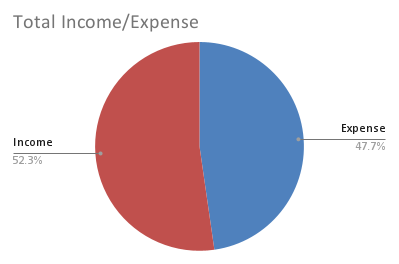 Total Income/Expense
Expense
47.7%
Income
52.3%